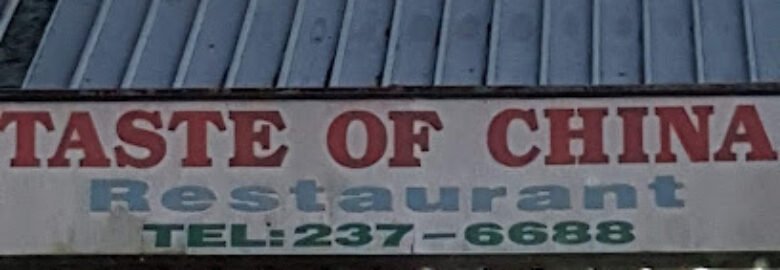 TASTE OF CHINA
Restaurant
TEL:237-6688